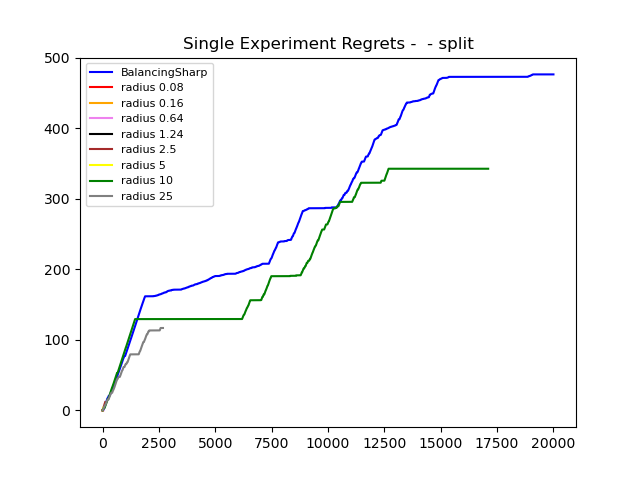 Single Experiment Regrets -  - split
500
400
300
200
100
0
BalancingSharp
radius 0.08
radius 0.16
radius 0.64
radius 1.24
radius 2.5
radius 5
radius 10
radius 25
0 2500 5000 7500 10000 12500 15000 17500 20000